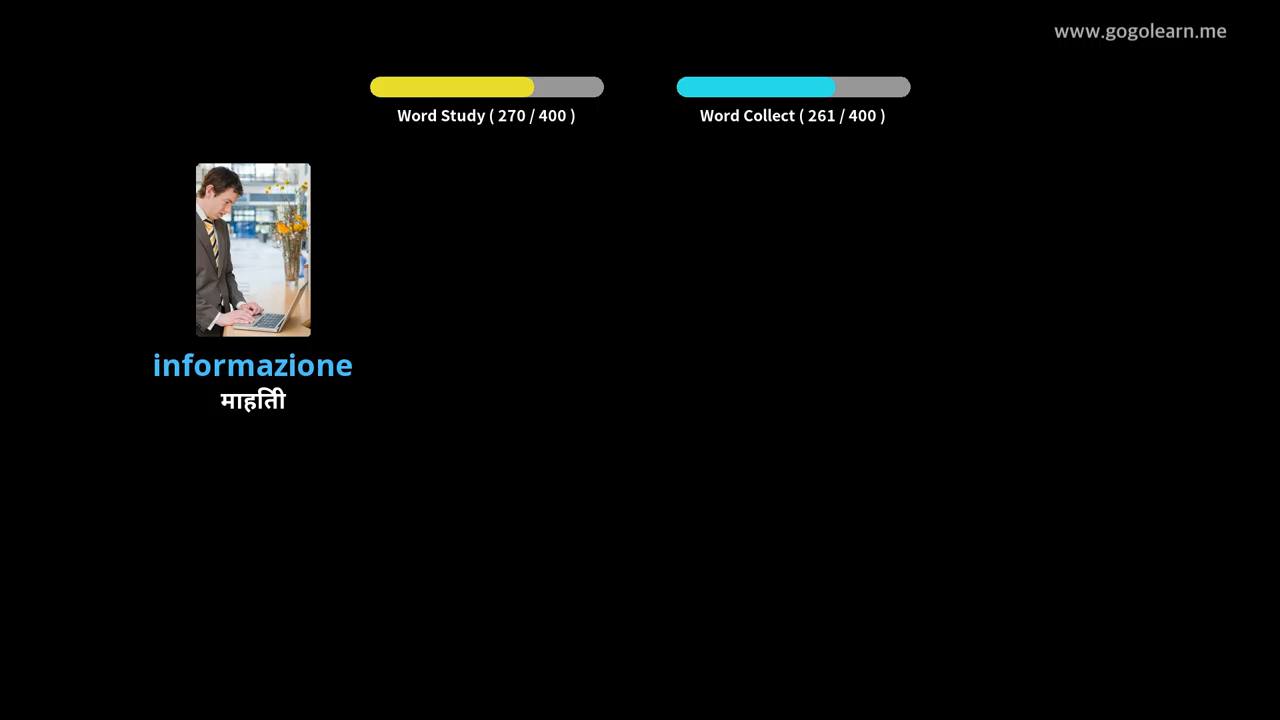 www.gogolearn.me
Word Study ( 270 / 400 )
Word Collect ( 261 / 400 )
informazione
माहिती